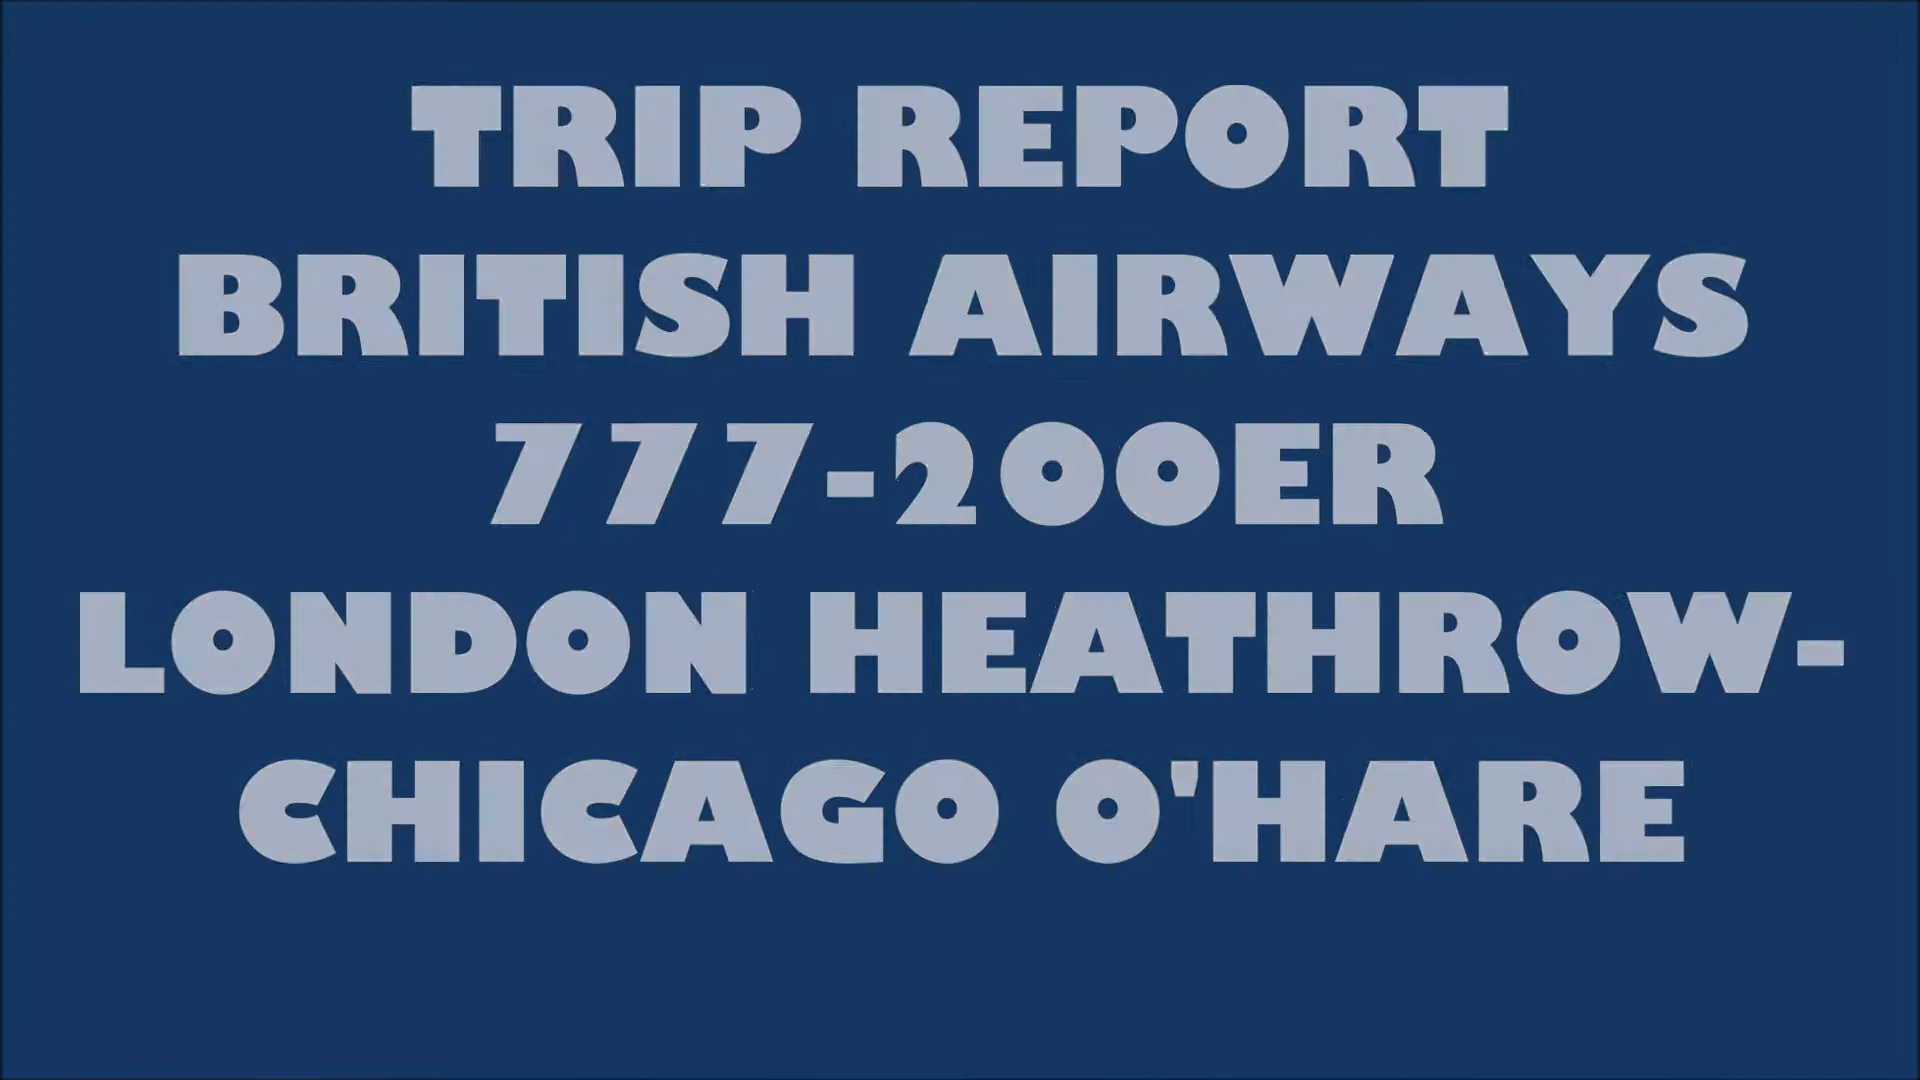 TRIP REPORT
BRITISH AIRWAYS
777-200ER
LONDON HEATHROW-
CHICAGO O'HARE